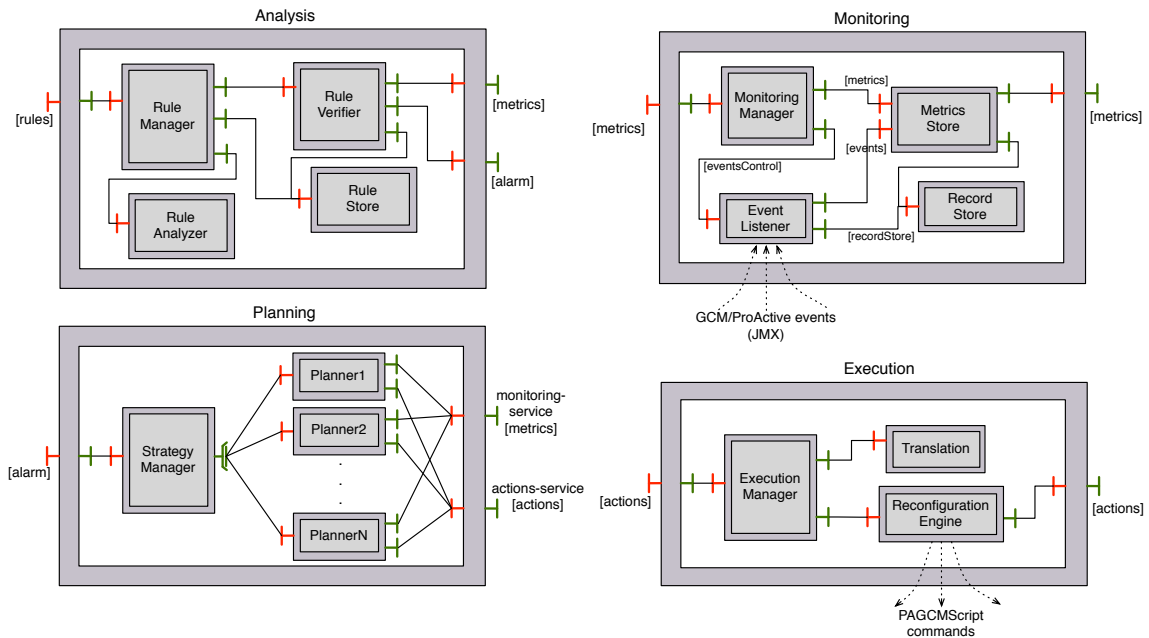 Analysis
[rules]
Rule
Manager
Rule
Verifier
[metrics]
[alarm]
Rule
Store
Rule
Analyzer
Monitoring
[metrics]
Monitoring
Manager
[metrics]
Metrics
Store
[metrics]
[events]
[eventsControl]
Event
Listener
Record
Store
[recordStore]
GCM/ProActive events
(JMX)
Planning
[alarm]
Strategy
Manager
Planner1
Planner2
.
.
.
PlannerN
monitoring-
service
[metrics]
actions-service
[actions]
Execution
[actions]
Execution
Manager
Translation
Reconfiguration
Engine
[actions]
PAGCMScript
commands